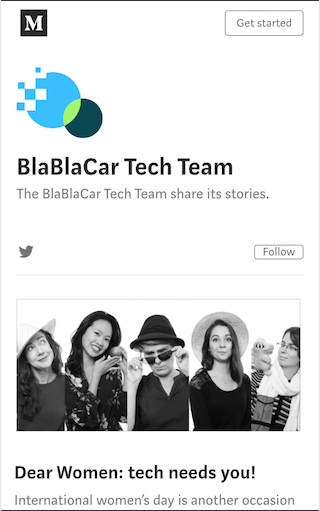 M
Get started
BlaBlaCar Tech Team
The BlaBlaCar Tech Team share its stories.
Follow
Dear Women: tech needs you!
International women’s day is another occasion